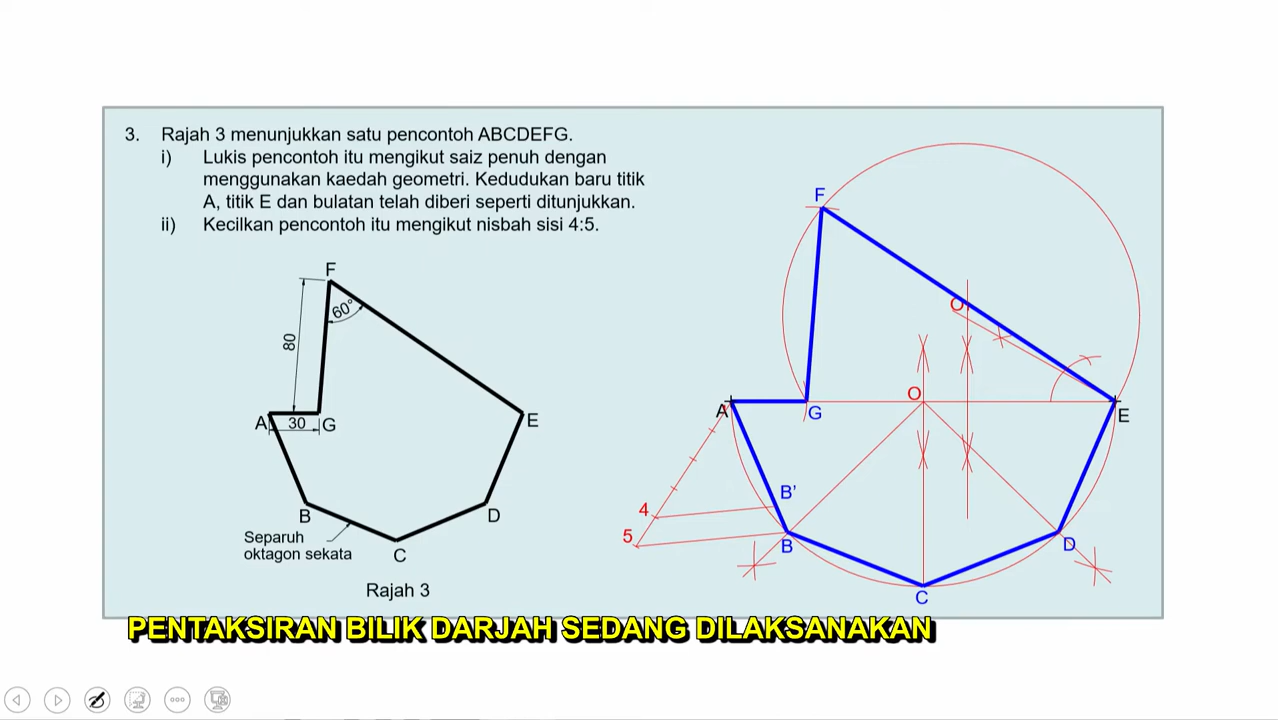 3. Rajah 3 menunjukkan satu pencontoh ABCDEFG.
i) Lukis pencontoh itu mengikut saiz penuh dengan
menggunakan kaedah geometri. Kedudukan baru titik
A, titik E dan bulatan telah diberi seperti ditunjukkan.
ii) Kecilkan pencontoh itu mengikut nisbah sisi 4:5.
F
60°
80
A
30
G
E
B
D
Separuh
oktagon sekata
C
Rajah 3
F
O
O
A
G
E
B'
4
5
B
D
C
PENTAKSIRAN BILIK DARJAH SEDANG DILAKSANAKAN